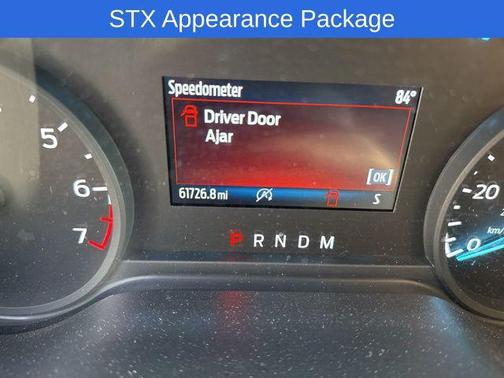 STX Appearance Package
Speedometer 84°
Driver Door
Ajar
[OK]
61726.8 mi S
P R N D M
5
6
7
20
0
km/